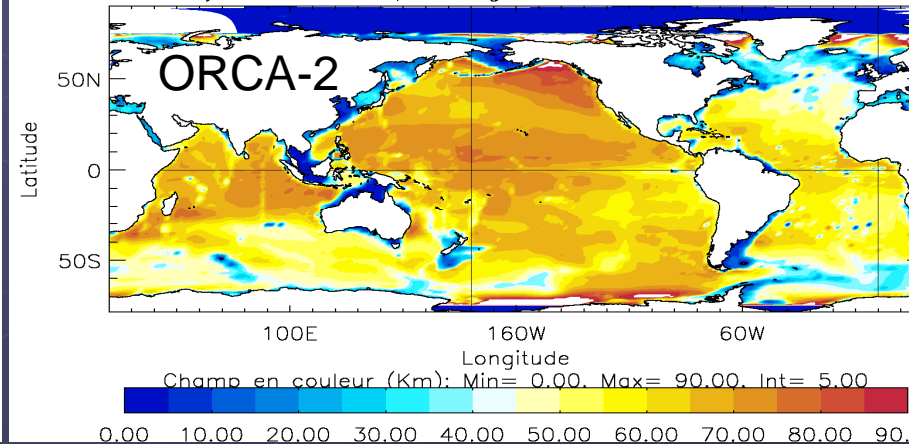 ORCA-2
50N
0
50S
Latitude
100E 160W 60W
Longitude
Champ en couleur (Km): Min= 0.00, Max= 90.00, Int= 5.00
0.00 10.00 20.00 30.00 40.00 50.00 60.00 70.00 80.00 90.